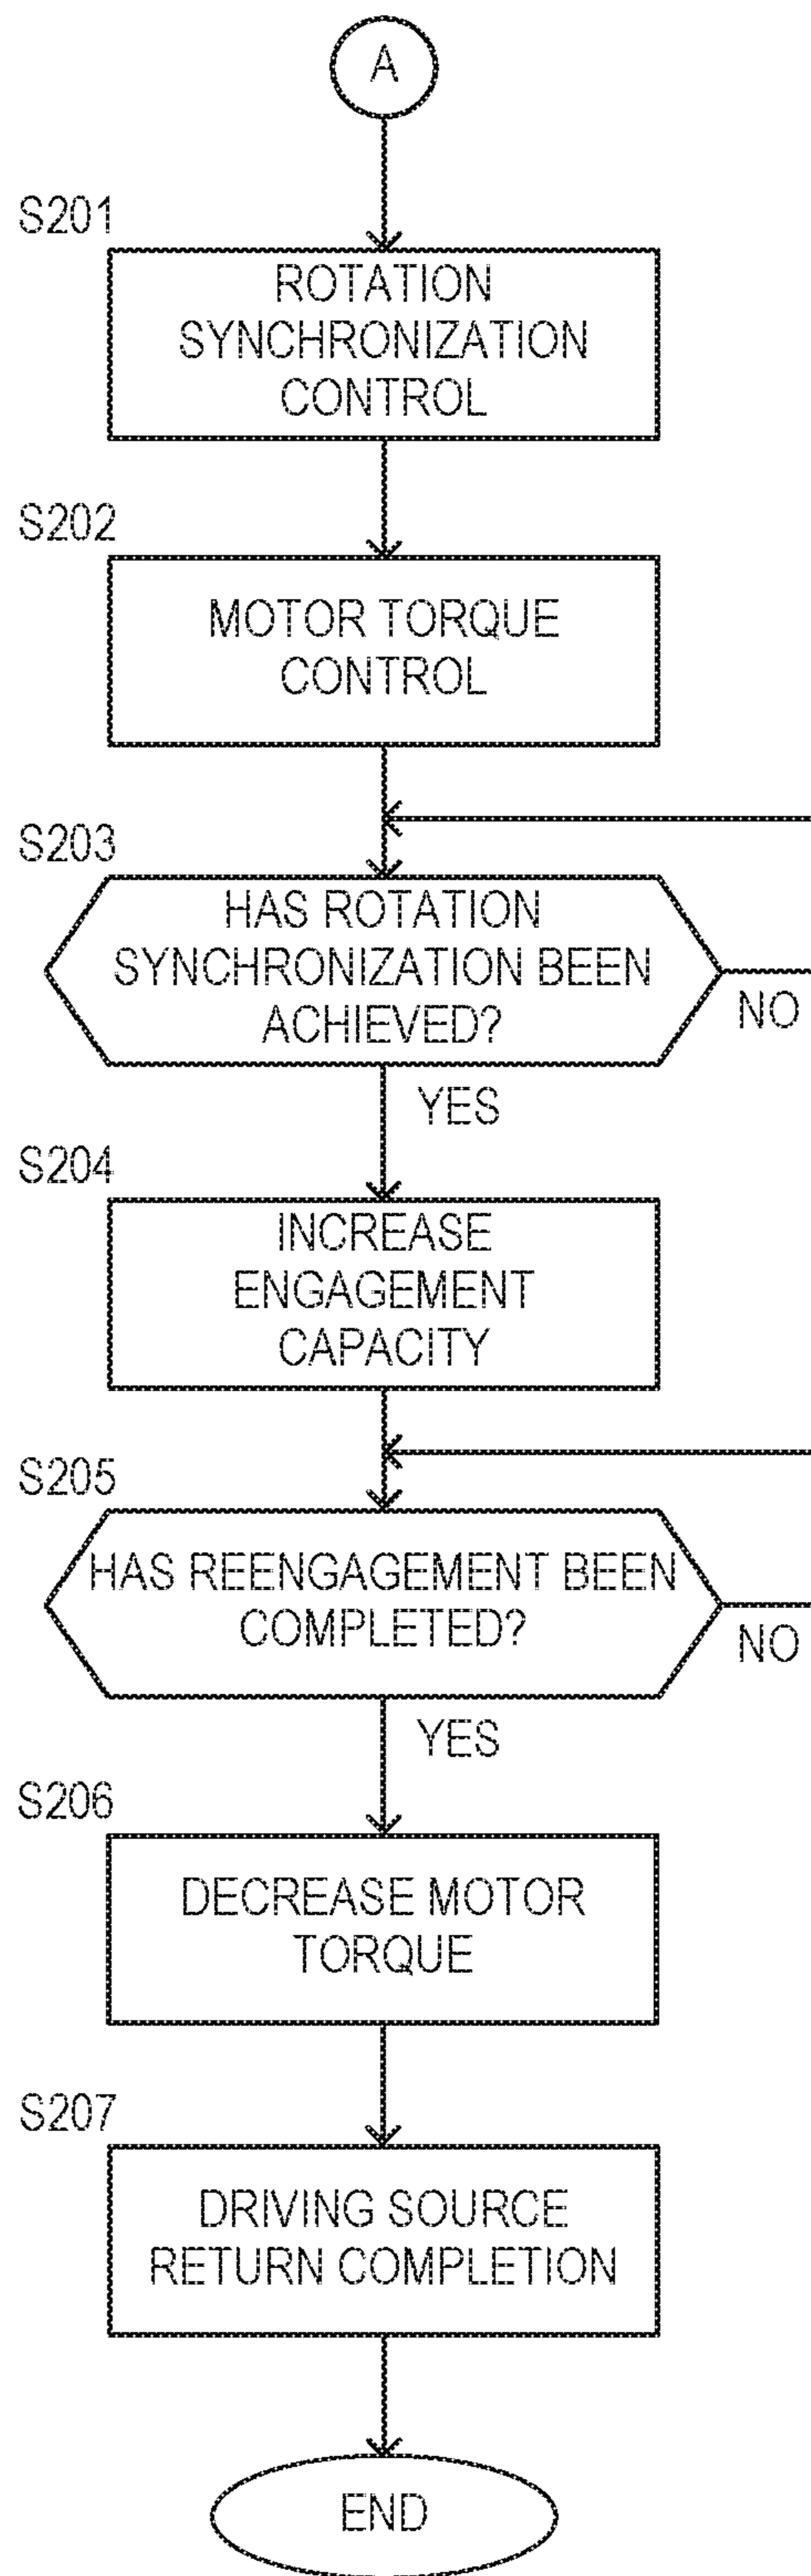 A
S201
ROTATION
SYNCHRONIZATION
CONTROL
S202
MOTOR TORQUE
CONTROL
S203
HAS ROTATION
SYNCHRONIZATION BEEN
ACHIEVED?
NO
YES
S204
INCREASE
ENGAGEMENT
CAPACITY
S205
HAS REENGAGEMENT BEEN
COMPLETED?
NO
YES
S206
DECREASE MOTOR
TORQUE
S207
DRIVING SOURCE
RETURN COMPLETION
END